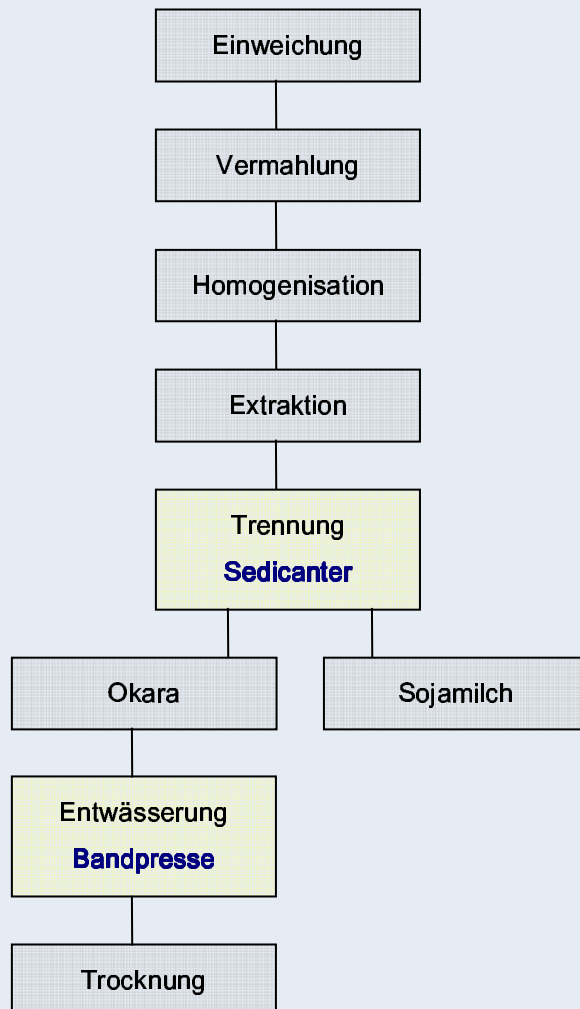 Einweichung
Vermahlung
Homogenisation
Extraktion
Trennung
Sedicanter
Okara
Sojamilch
Entwässerung
Bandpresse
Trocknung